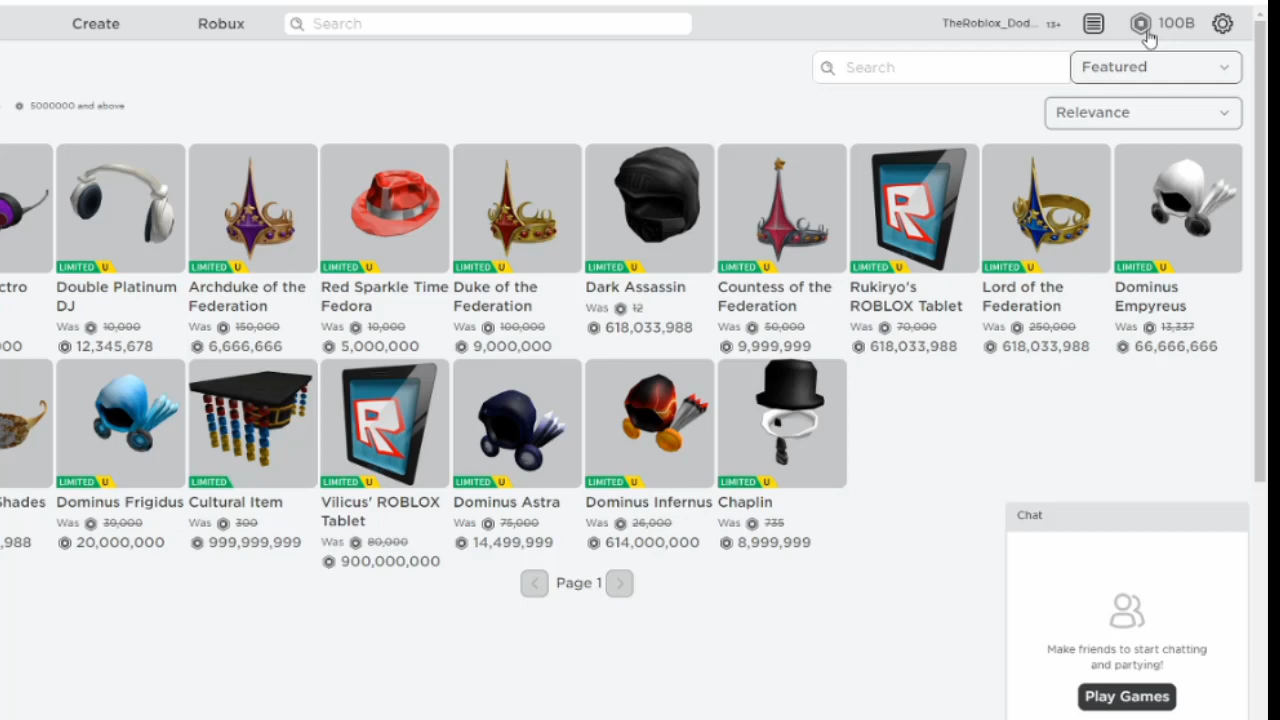 Create Robux Search TheRoblox_Dod... 13+ 100B
Search Featured
5000000 and above
Relevance
LIMITED U LIMITED U LIMITED U LIMITED U LIMITED U LIMITED U LIMITED U LIMITED U LIMITED U
ctro Double Platinum DJ
Was 10,000
00 12,345,678
Archduke of the Federation
Was 150,000
6,666,666
Red Sparkle Time Fedora
Was 10,000
5,000,000
Duke of the Federation
Was 100,000
9,000,000
Dark Assassin
Was 12
618,033,988
Countess of the Federation
Was 50,000
9,999,999
Rukiryo's ROBLOX Tablet
Was 70,000
618,033,988
Lord of the Federation
Was 250,000
618,033,988
Dominus Empyreus
Was 13,337
66,666,666
LIMITED U LIMITED LIMITED U LIMITED U LIMITED U LIMITED U
Shades
,988
Dominus Frigidus
Was 39,000
20,000,000
Cultural Item
Was 300
999,999,999
Vilicus' ROBLOX Tablet
Was 80,000
900,000,000
Dominus Astra
Was 75,000
14,499,999
Dominus Infernus
Was 26,000
614,000,000
Chaplin
Was 735
8,999,999
Page 1
Chat
Make friends to start chatting
and partying!
Play Games